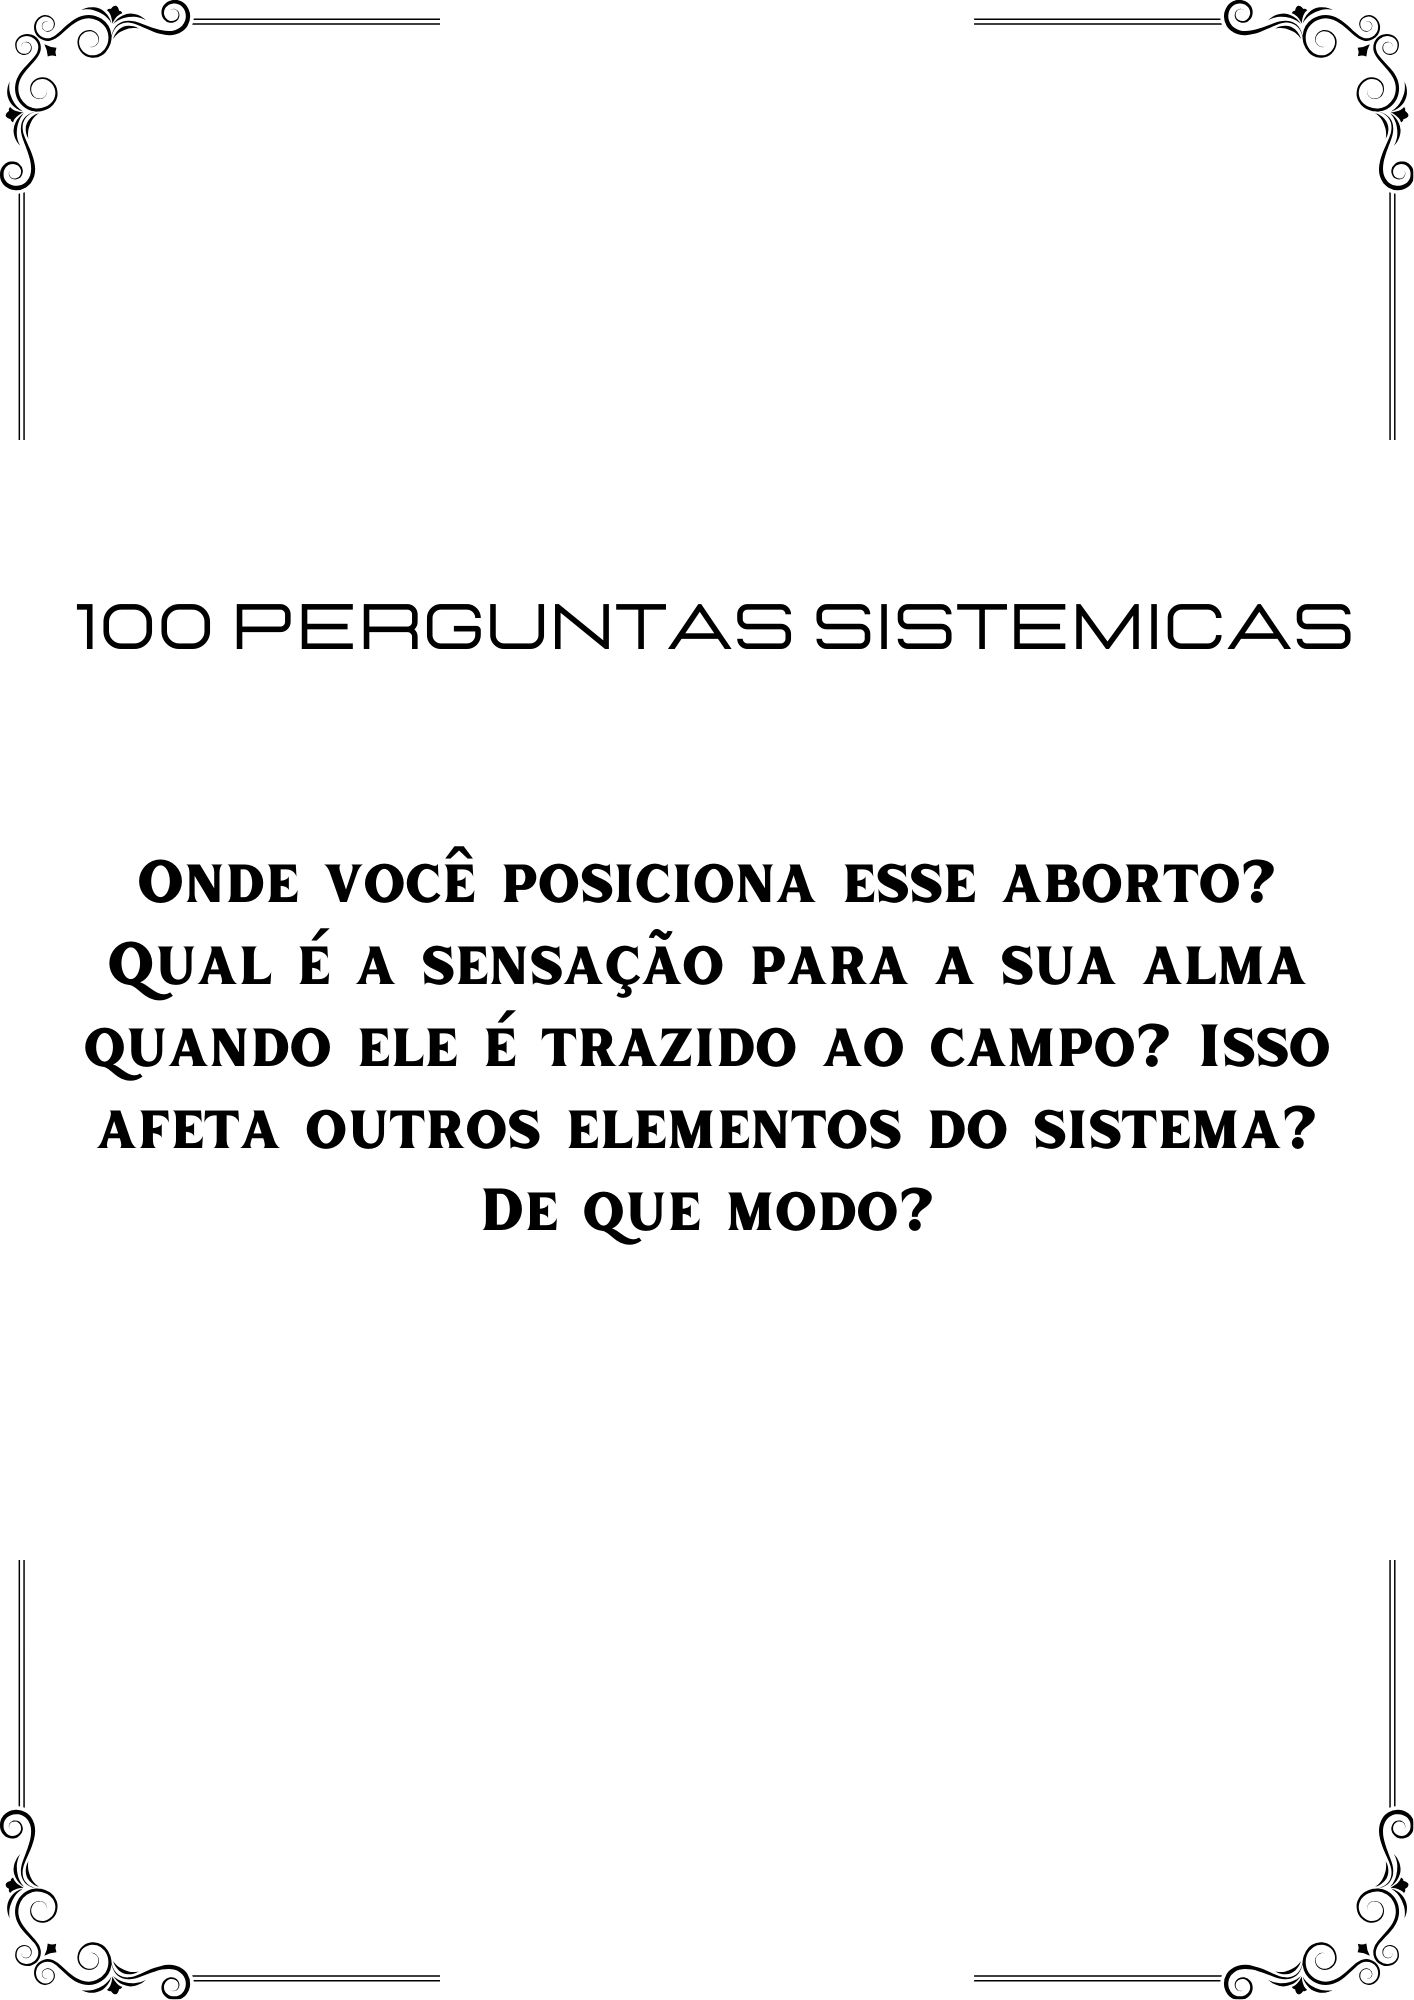 100 PERGUNTAS SISTEMICAS
Onde você posiciona esse aborto?
Qual é a sensação para a sua alma
quando ele é trazido ao campo? Isso
afeta outros elementos do sistema?
De que modo?